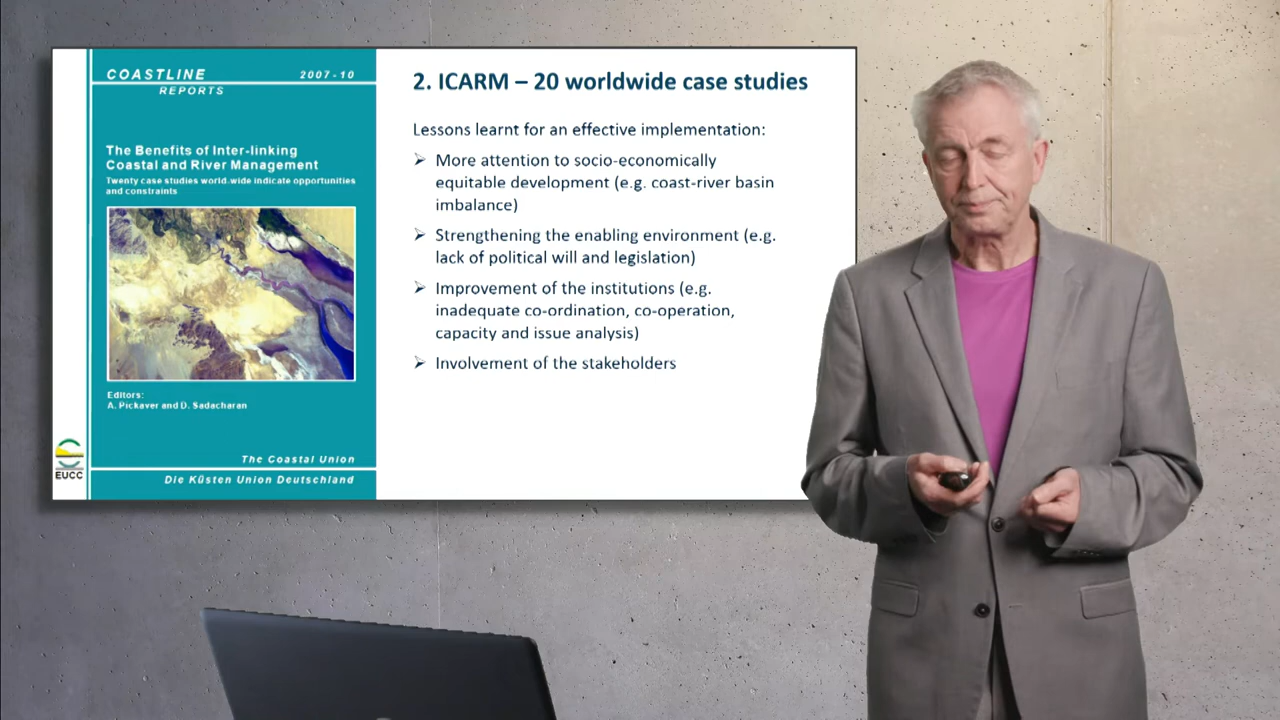 COASTLINE 2007-10
REPORTS
The Benefits of Inter-linking
Coastal and River Management
Twenty case studies world-wide indicate opportunities
and constraints
Editors:
A. Pickaver and D. Sadacharan
The Coastal Union
Die Küsten Union Deutschland
EUCC
2. ICARM – 20 worldwide case studies
Lessons learnt for an effective implementation:
➢ More attention to socio-economically
equitable development (e.g. coast-river basin
imbalance)
➢ Strengthening the enabling environment (e.g.
lack of political will and legislation)
➢ Improvement of the institutions (e.g.
inadequate co-ordination, co-operation,
capacity and issue analysis)
➢ Involvement of the stakeholders